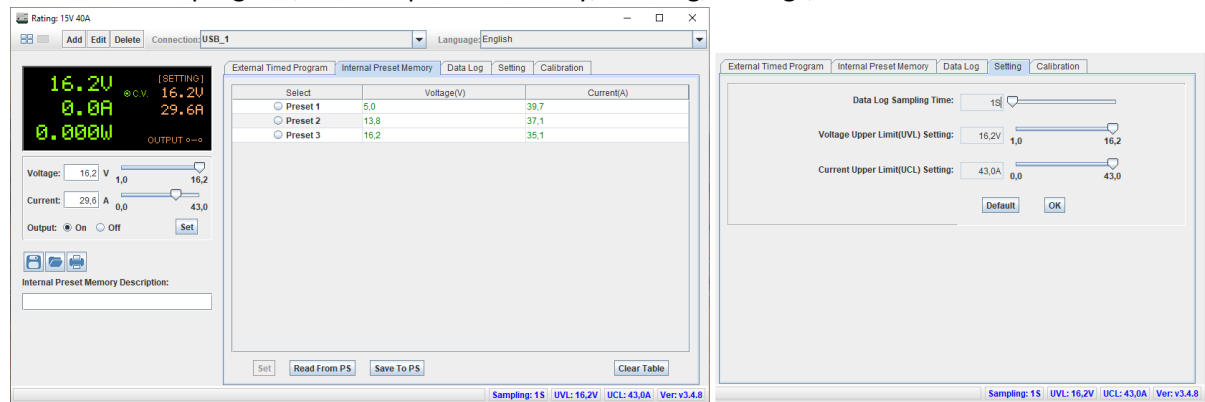 Rating: 15V 40A
Add Edit Delete Connection: USB_1 Language: English
16.2V
0.0A
0.000W
[SETTING]
C.V. 16.2V
29.6A
OUTPUT
Voltage: 16,2 V 1,0 16,2
Current: 29,6 A 0,0 43,0
Output: On Off Set
Internal Preset Memory Description:
External Timed Program Internal Preset Memory Data Log Setting Calibration
Select Voltage(V) Current(A)
Preset 1 5,0 39,7
Preset 2 13,8 37,1
Preset 3 16,2 35,1
Set Read From PS Save To PS Clear Table
Sampling: 1S UVL: 16,2V UCL: 43,0A Ver: v3.4.8
External Timed Program Internal Preset Memory Data Log Setting Calibration
Data Log Sampling Time: 1S
Voltage Upper Limit(UVL) Setting: 16,2V 1,0 16,2
Current Upper Limit(UCL) Setting: 43,0A 0,0 43,0
Default OK
Sampling: 1S UVL: 16,2V UCL: 43,0A Ver: v3.4.8